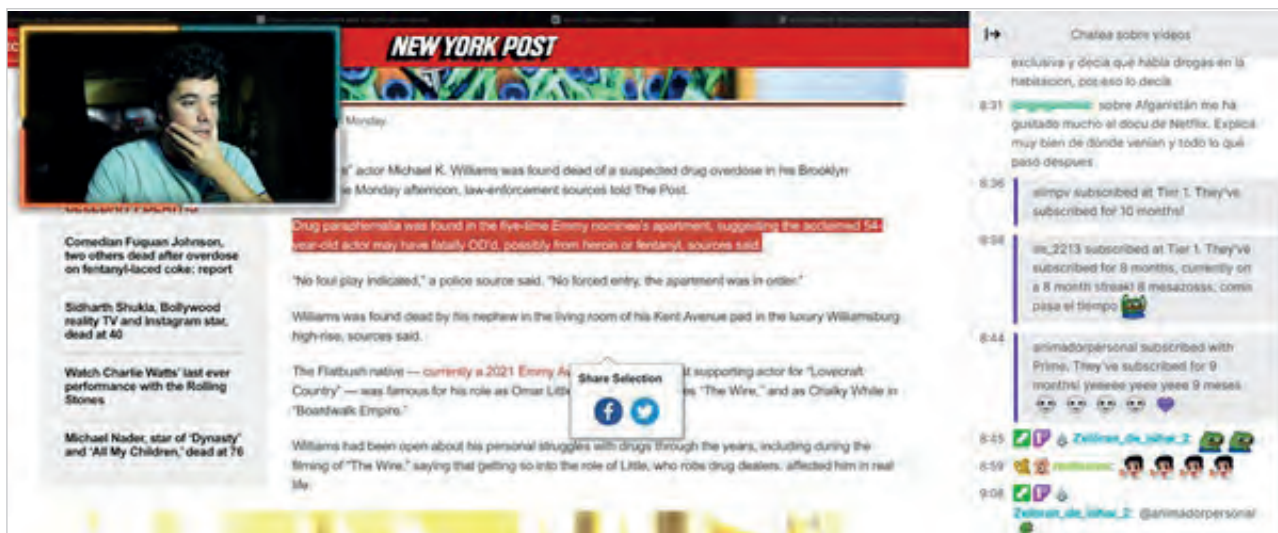 NEW YORK POST
Monday.
actor Michael K. Williams was found dead of a suspected drug overdose in his Brooklyn
Monday afternoon, law-enforcement sources told The Post.
Drug paraphernalia was found in the five-time Emmy nominee's apartment, suggesting the acclaimed 54-
year-old actor may have fatally OD'd, possibly from heroin or fentanyl, sources said.
"No foul play indicated," a police source said. "No forced entry, the apartment was in order."
Williams was found dead by his nephew in the living room of his Kent Avenue pad in the luxury Williamsburg
high-rise, sources said.
The Flatbush native — currently a 2021 Emmy t supporting actor for "Lovecraft
Country" — was famous for his role as Omar "The Wire," and as Chalky White in
"Boardwalk Empire."
Williams had been open about his personal struggles with drugs through the years, including during the
filming of "The Wire," saying that getting so into the role of Little, who robs drug dealers, affected him in real
life.
Share Selection
CELEBRITY DEATHS
Comedian Fuquan Johnson,
two others dead after overdose
on fentanyl-laced coke: report
Sidharth Shukla, Bollywood
reality TV and Instagram star,
dead at 40
Watch Charlie Watts' last ever
performance with the Rolling
Stones
Michael Nader, star of 'Dynasty'
and 'All My Children,' dead at 76
Chatea sobre vídeos
exclusiva y decía que había drogas en la
habitación, por eso lo decía
8:31 sobre Afganistán me ha
gustado mucho el docu de Netflix. Explica
muy bien de dónde venían y todo lo que
pasó después
8:36
elimpv subscribed at Tier 1. They've
subscribed for 10 months!
2213 subscribed at Tier 1. They've
subscribed for 8 months, currently on
a 8 month streak! 8 mesazosss, como
pasa el tiempo
8:44
animadorpersonal subscribed with
Prime. They've subscribed for 9
months! yeeeee yeee yeee 9 meses
8:45
8:59
9:08
@animadorpersonal